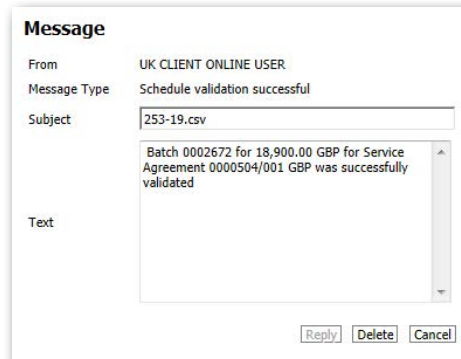 Message
From UK CLIENT ONLINE USER
Message Type Schedule validation successful
Subject 253-19.csv
Text Batch 0002672 for 18,900.00 GBP for Service
Agreement 0000504/001 GBP was successfully
validated
Reply Delete Cancel